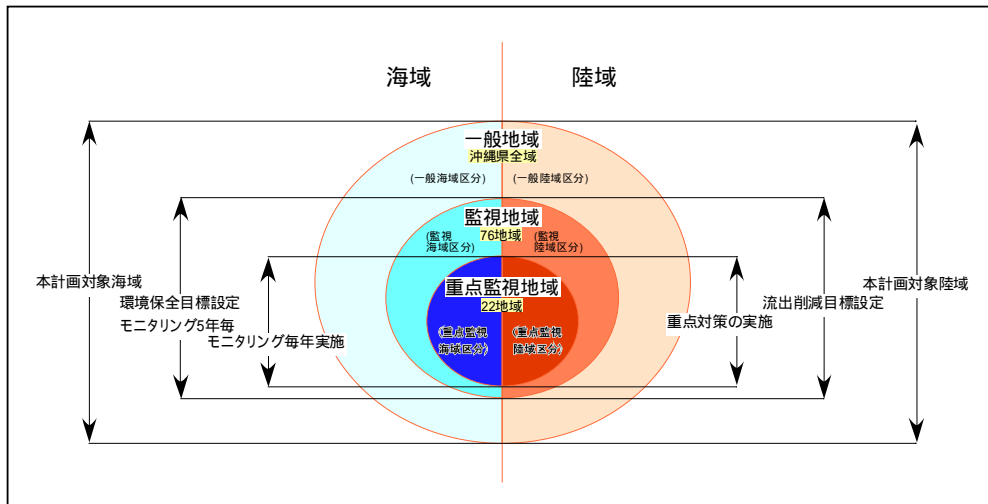 海域
陸域
一般地域
沖縄県全域
(一般海域区分)
(一般陸域区分)
監視地域
76地域
(監視
海域区分)
(監視
陸域区分)
重点監視地域
22地域
(重点監視
海域区分)
(重点監視
陸域区分)
本計画対象海域
環境保全目標設定
モニタリング5年毎
モニタリング毎年実施
重点対策の実施
流出削減目標設定
本計画対象陸域